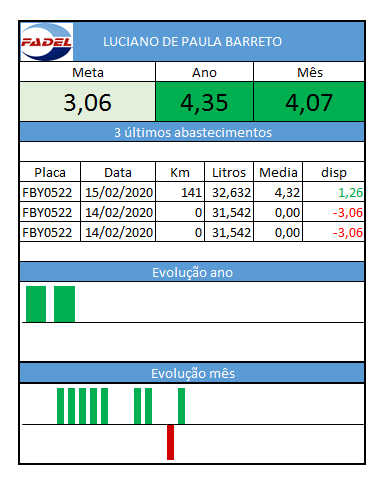 FADEL LUCIANO DE PAULA BARRETO
Meta Ano Mês
3,06 4,35 4,07
3 últimos abastecimentos
Placa Data Km Litros Media disp
FBY0522 15/02/2020 141 32,632 4,32 1,26
FBY0522 14/02/2020 0 31,542 0,00 -3,06
FBY0522 14/02/2020 0 31,542 0,00 -3,06
Evolução ano
Evolução mês